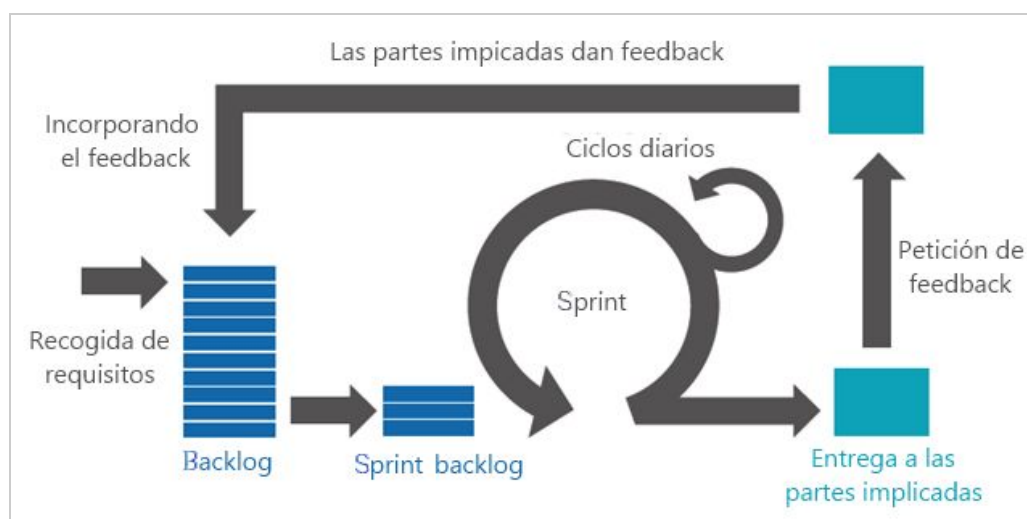 Las partes impicadas dan feedback
Incorporando
el feedback
Ciclos diarios
Petición de
feedback
Sprint
Recogida de
requisitos
Backlog
Sprint backlog
Entrega a las
partes implicadas